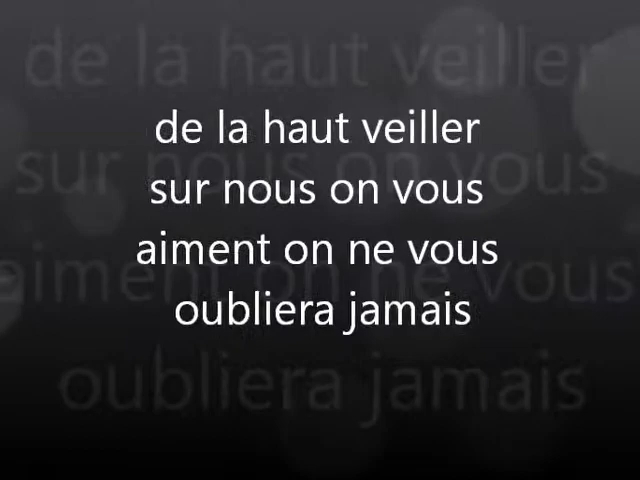 de la haut veiller
sur nous on vous
aiment on ne vous
oubliera jamais